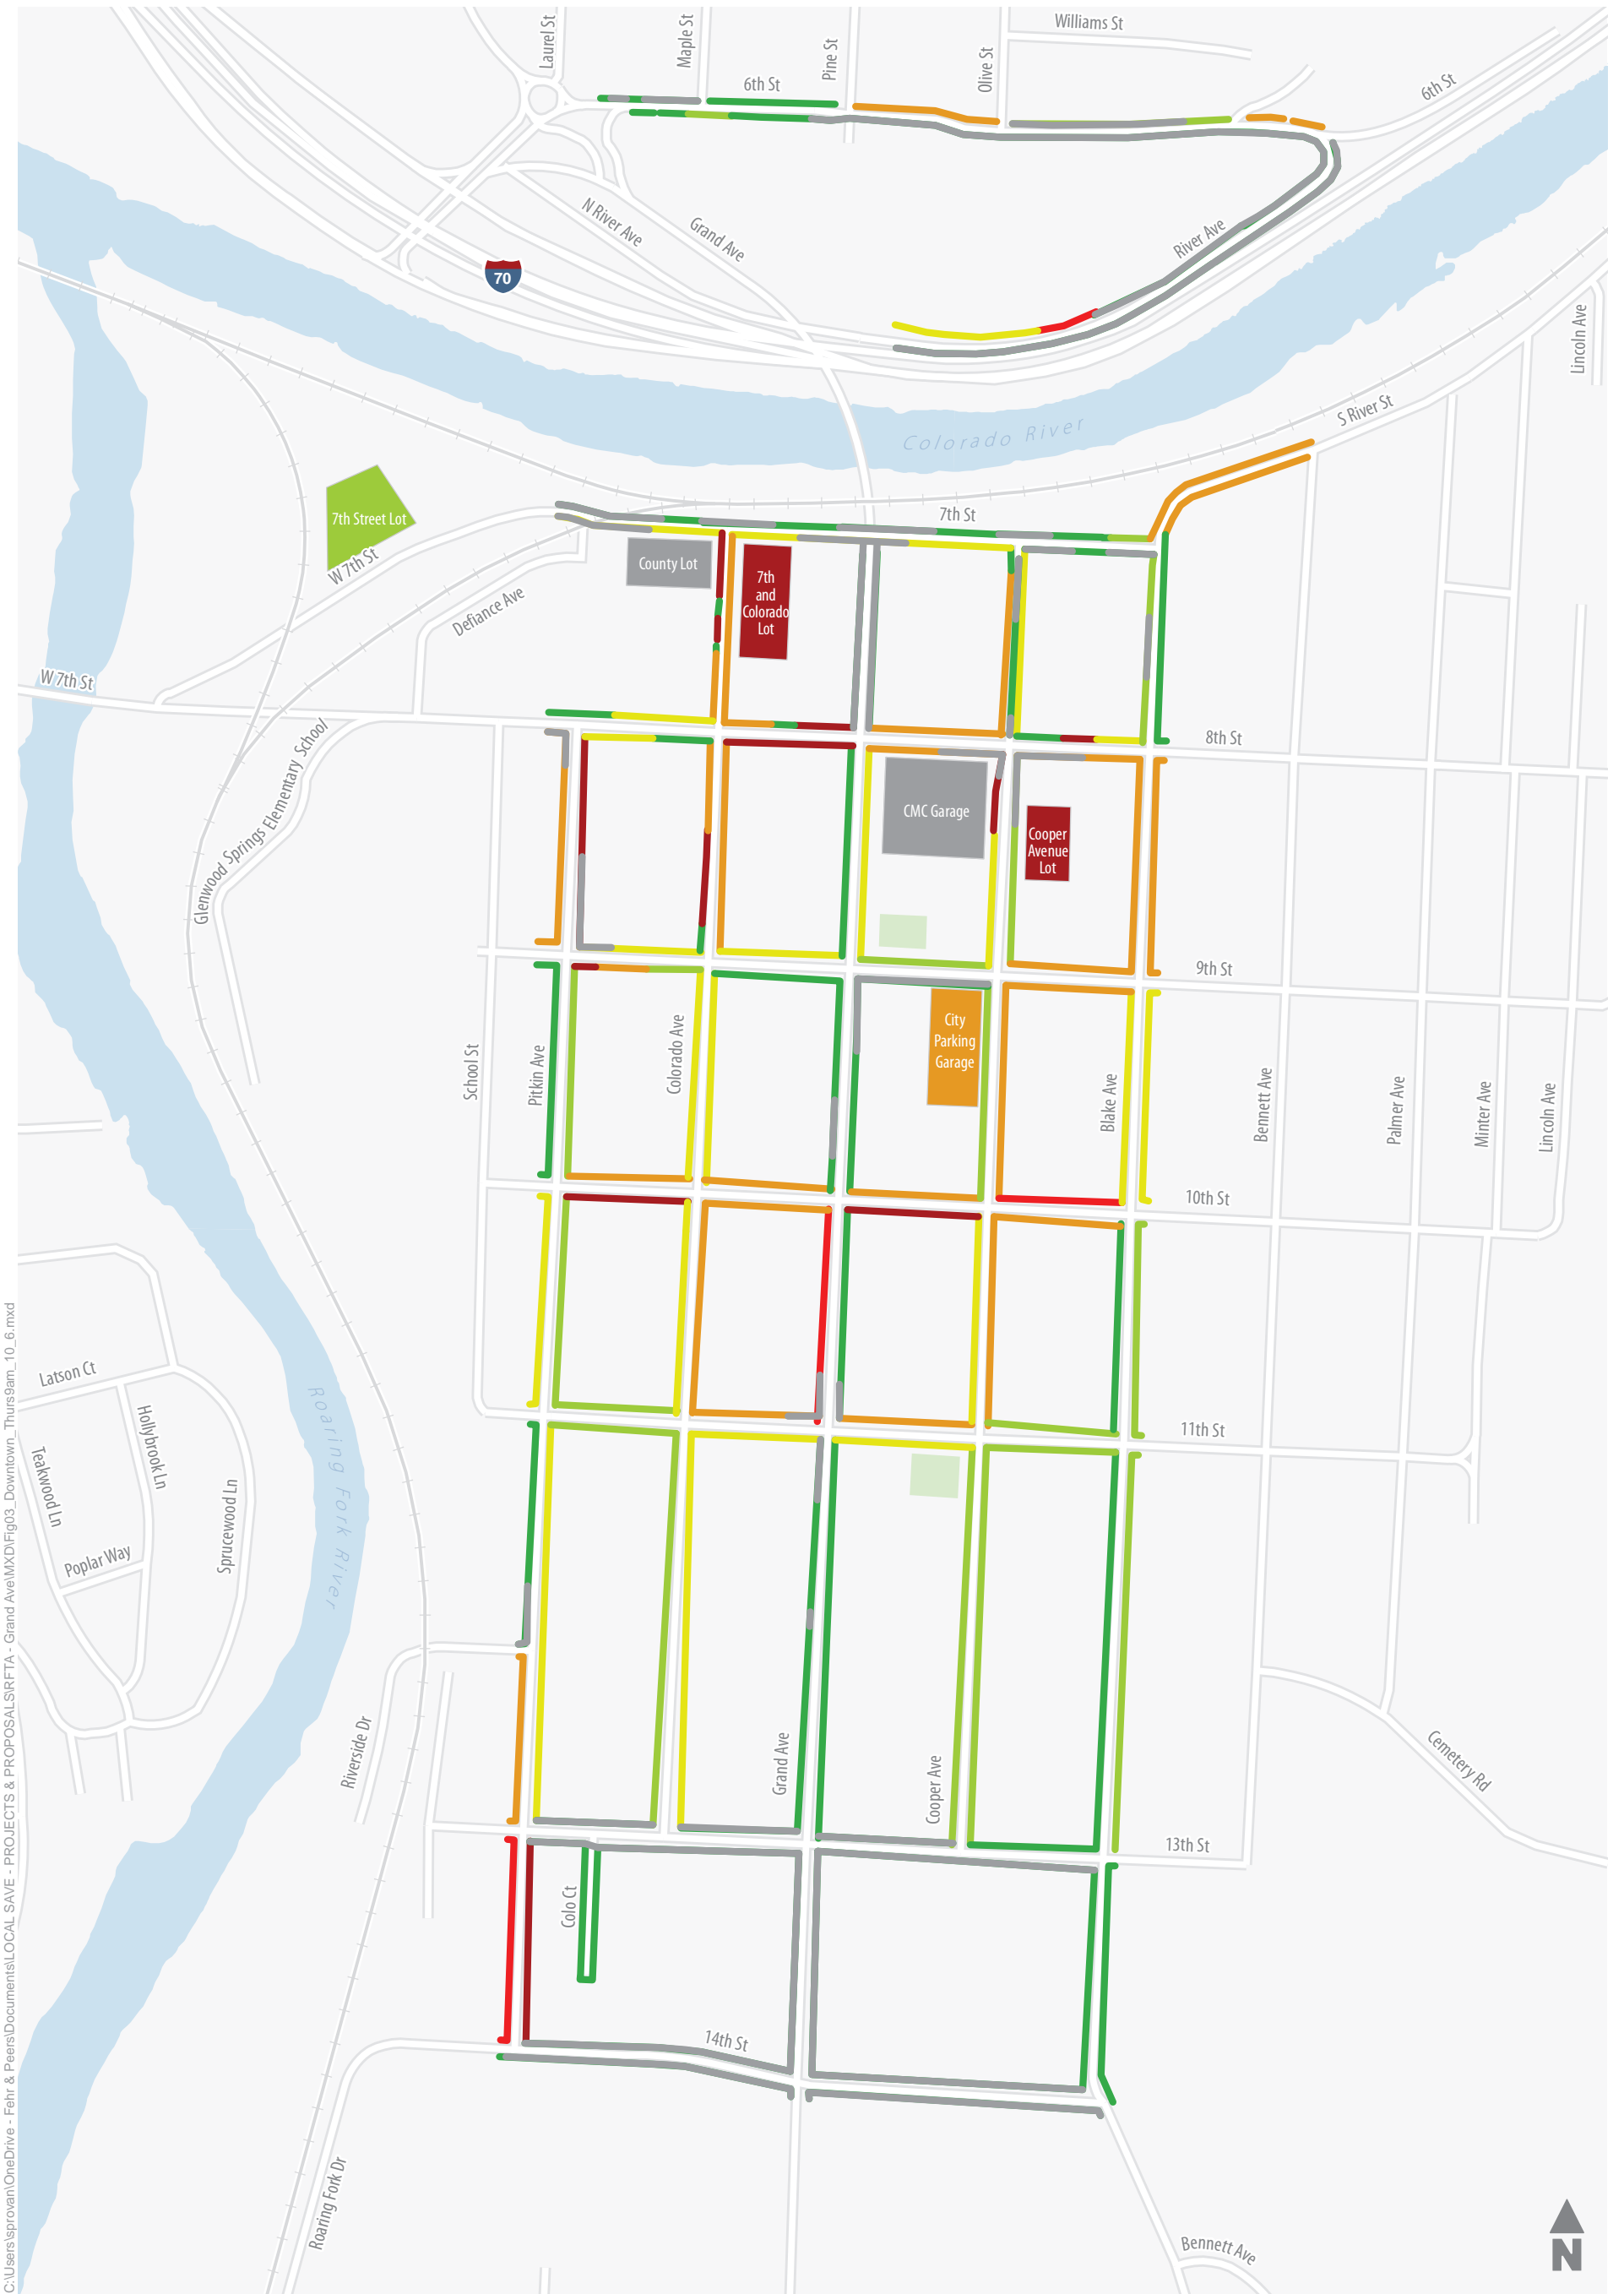 Williams St
Laurel St
Maple St
Pine St
Olive St
6th St
6th St
N River Ave
Grand Ave
River Ave
70
Lincoln Ave
S River St
Colorado River
7th Street Lot
7th St
W 7th St
County Lot
7th
and
Colorado
Lot
Defiance Ave
W 7th St
8th St
Glenwood Springs Elementary School
CMC Garage
Cooper
Avenue
Lot
9th St
City
Parking
Garage
School St
Pitkin Ave
Colorado Ave
Blake Ave
Bennett Ave
Palmer Ave
Minter Ave
Lincoln Ave
10th St
Latson Ct
Hollybrook Ln
Teakwood Ln
Sprucewood Ln
Poplar Way
Roaring Fork River
11th St
Riverside Dr
Grand Ave
Cooper Ave
Cemetery Rd
13th St
Colo Ct
14th St
Roaring Fork Dr
Bennett Ave
N
C:\Users\sprovan\OneDrive - Fehr & Peers\Documents\LOCAL SAVE - PROJECTS & PROPOSALS\RFTA - Grand Ave\MXD\Fig03_Downtown_Thurs9am_10_6.mxd